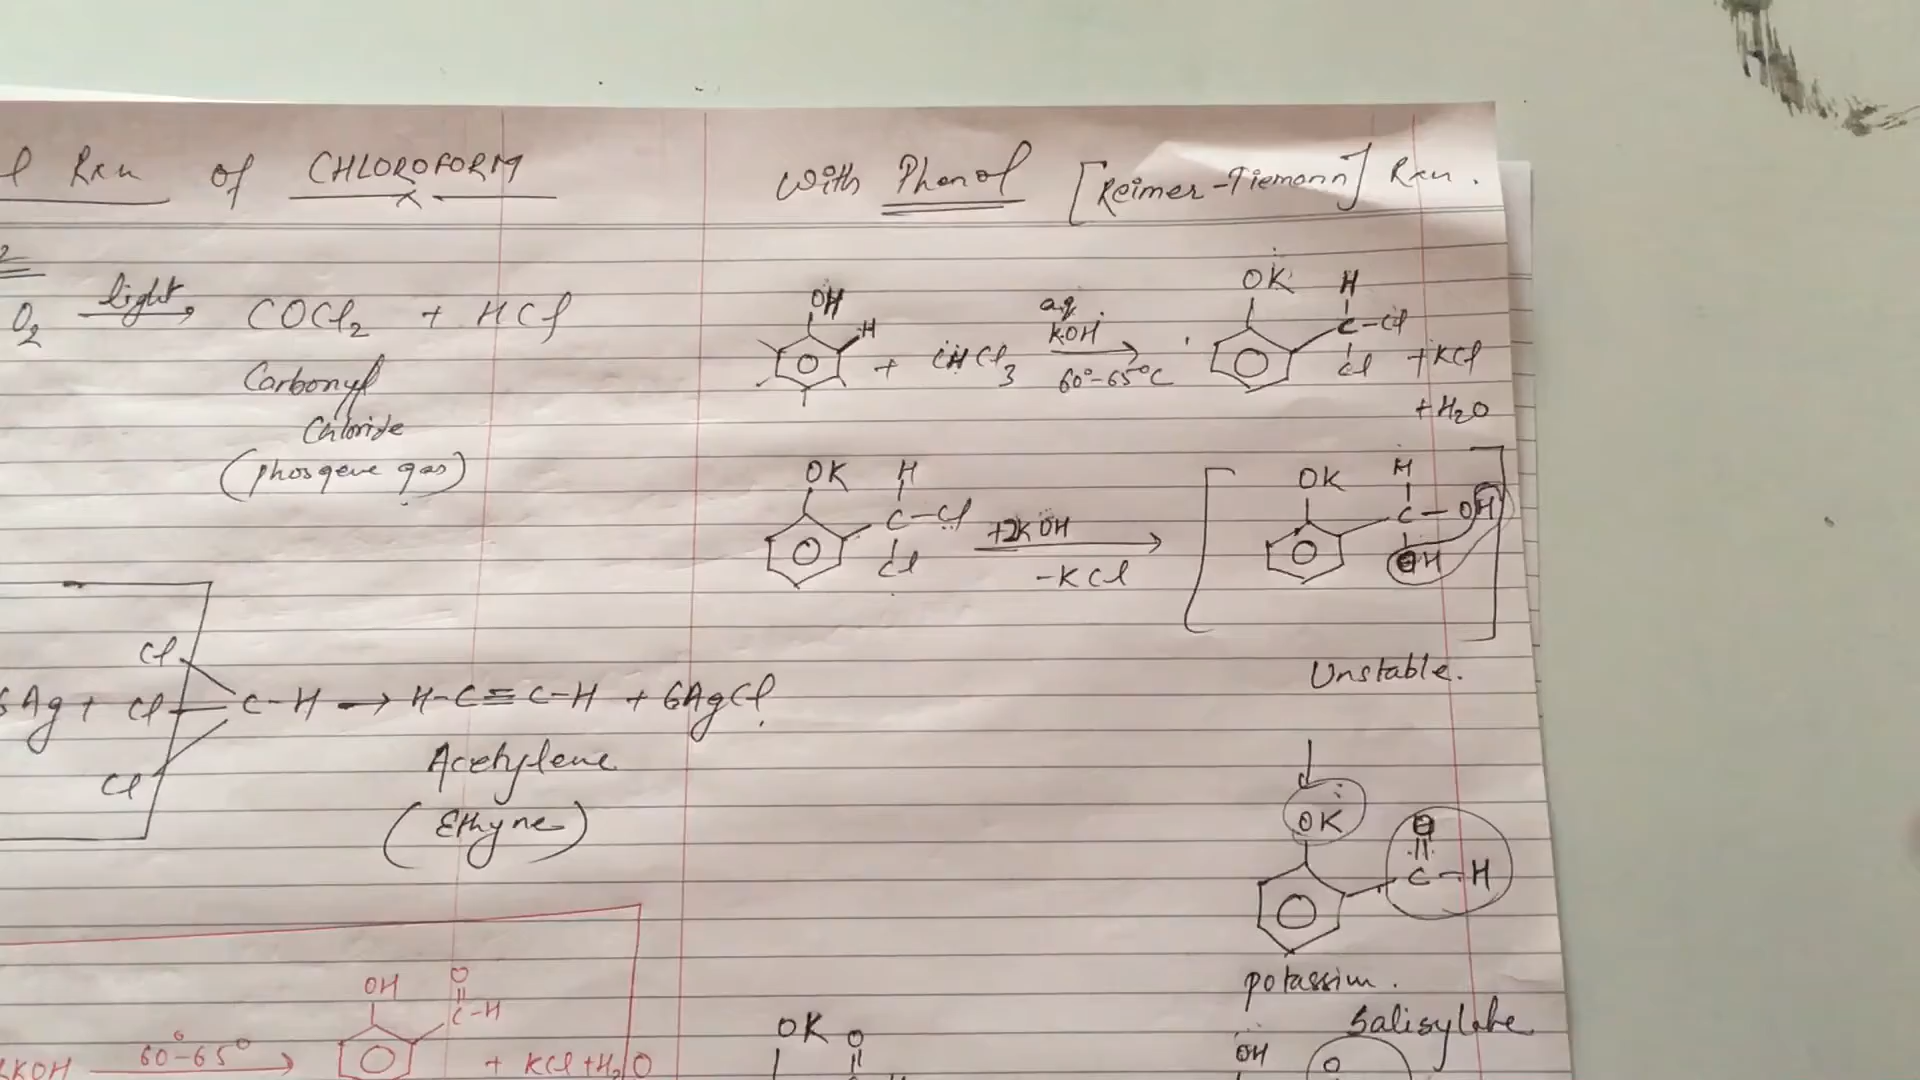 l Rxn of CHLOROFORM
O2 light → COCl2 + HCl
Carbonyl
Chloride
(phosgene gas)
6Ag + Cl Cl Cl C-H → H-C≡C-H + 6AgCl
Acetylene
(Ethyne)
OH O
C-H
KOH 60°-65° → + KCl + H2O
With Phenol [Reimer-Tiemann] Rxn.
OH H + CHCl3 aq. KOH 60°-65°C → OK H C-Cl Cl + KCl
+ H2O
OK H C-Cl Cl +2KOH -KCl → [OK H C-OH OH]
Unstable.
OK O
C-H
potassium.
Salisylate
OK O
OH O